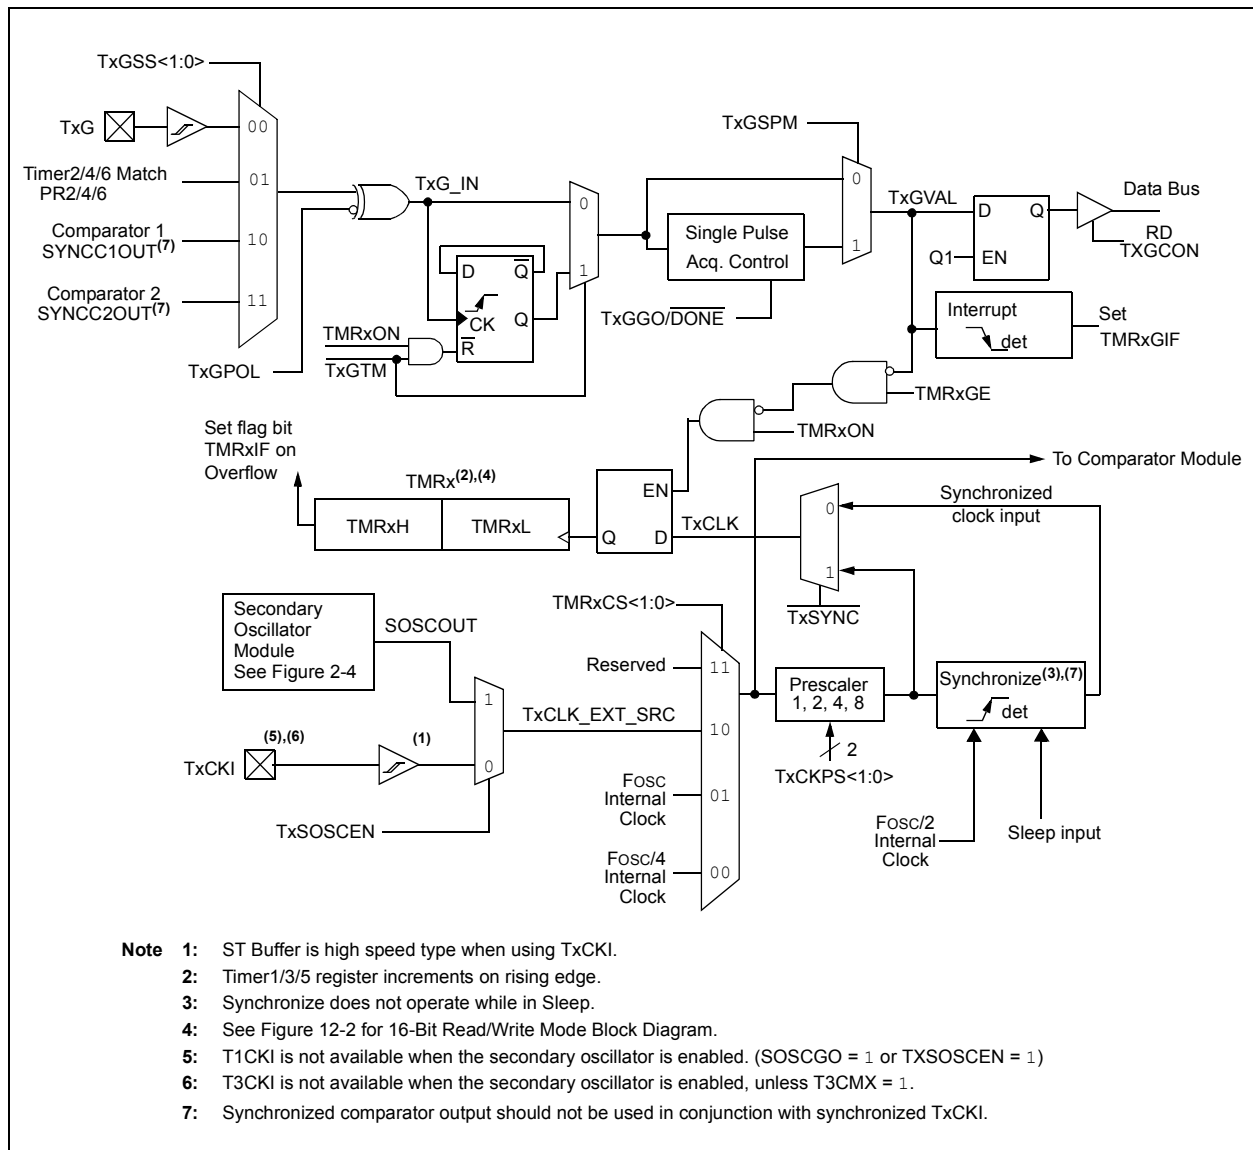 TxGSS<1:0>
TxG
00
Timer2/4/6 Match
PR2/4/6
01
Comparator 1
SYNCC1OUT(7)
10
Comparator 2
SYNCC2OUT(7)
11
TxGPOL
TxG_IN
D
Q
CK
Q
R
TMRxON
TxGTM
0
1
Single Pulse
Acq. Control
TxGGO/DONE
TxGSPM
0
1
TxGVAL
D
Q
Q1
EN
Data Bus
RD
TXGCON
Interrupt
det
Set
TMRxGIF
TMRxGE
TMRxON
Set flag bit
TMRxIF on
Overflow
TMRx(2),(4)
TMRxH
TMRxL
EN
Q
D
TxCLK
To Comparator Module
0
1
Synchronized
clock input
TxSYNC
Secondary
Oscillator
Module
See Figure 2-4
SOSCOUT
1
0
TxCKI
(5),(6)
(1)
TxSOSCEN
TxCLK_EXT_SRC
TMRxCS<1:0>
Reserved
11
10
FOSC
Internal
Clock
01
FOSC/4
Internal
Clock
00
Prescaler
1, 2, 4, 8
2
TxCKPS<1:0>
Synchronize(3),(7)
det
FOSC/2
Internal
Clock
Sleep input
Note 1: ST Buffer is high speed type when using TxCKI.
2: Timer1/3/5 register increments on rising edge.
3: Synchronize does not operate while in Sleep.
4: See Figure 12-2 for 16-Bit Read/Write Mode Block Diagram.
5: T1CKI is not available when the secondary oscillator is enabled. (SOSCGO = 1 or TXSOSCEN = 1)
6: T3CKI is not available when the secondary oscillator is enabled, unless T3CMX = 1.
7: Synchronized comparator output should not be used in conjunction with synchronized TxCKI.